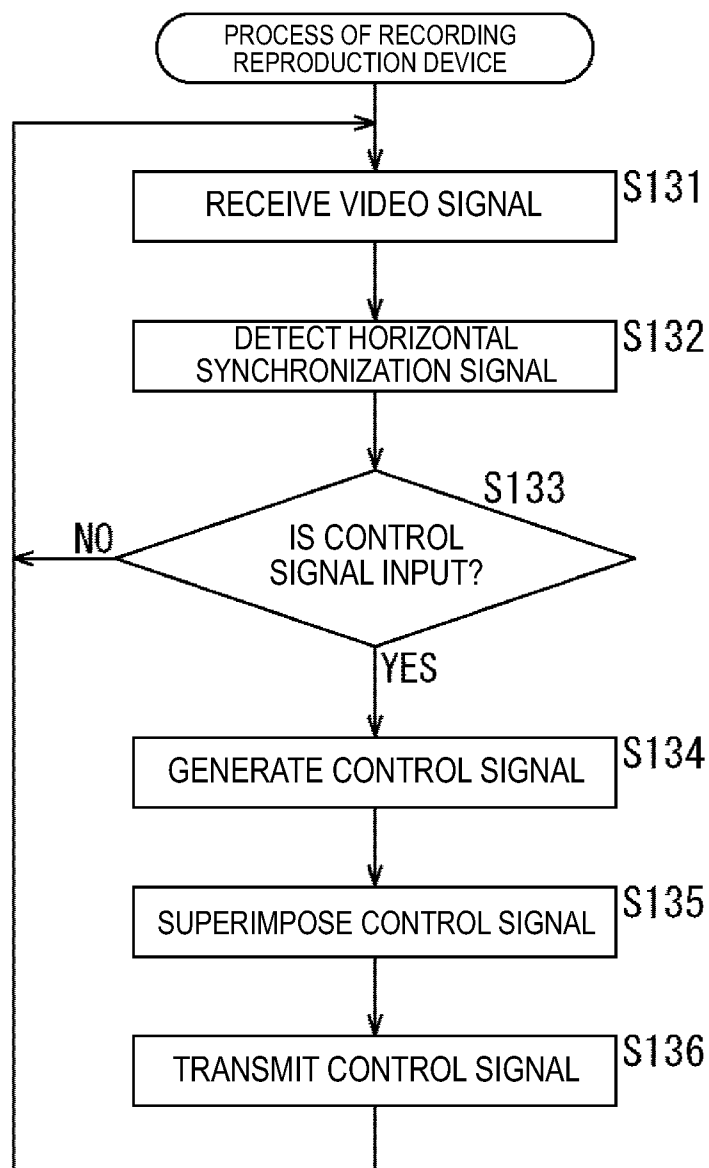 PROCESS OF RECORDING
REPRODUCTION DEVICE
RECEIVE VIDEO SIGNAL
S131
DETECT HORIZONTAL
SYNCHRONIZATION SIGNAL
S132
S133
IS CONTROL
SIGNAL INPUT?
NO
YES
GENERATE CONTROL SIGNAL
S134
SUPERIMPOSE CONTROL SIGNAL
S135
TRANSMIT CONTROL SIGNAL
S136